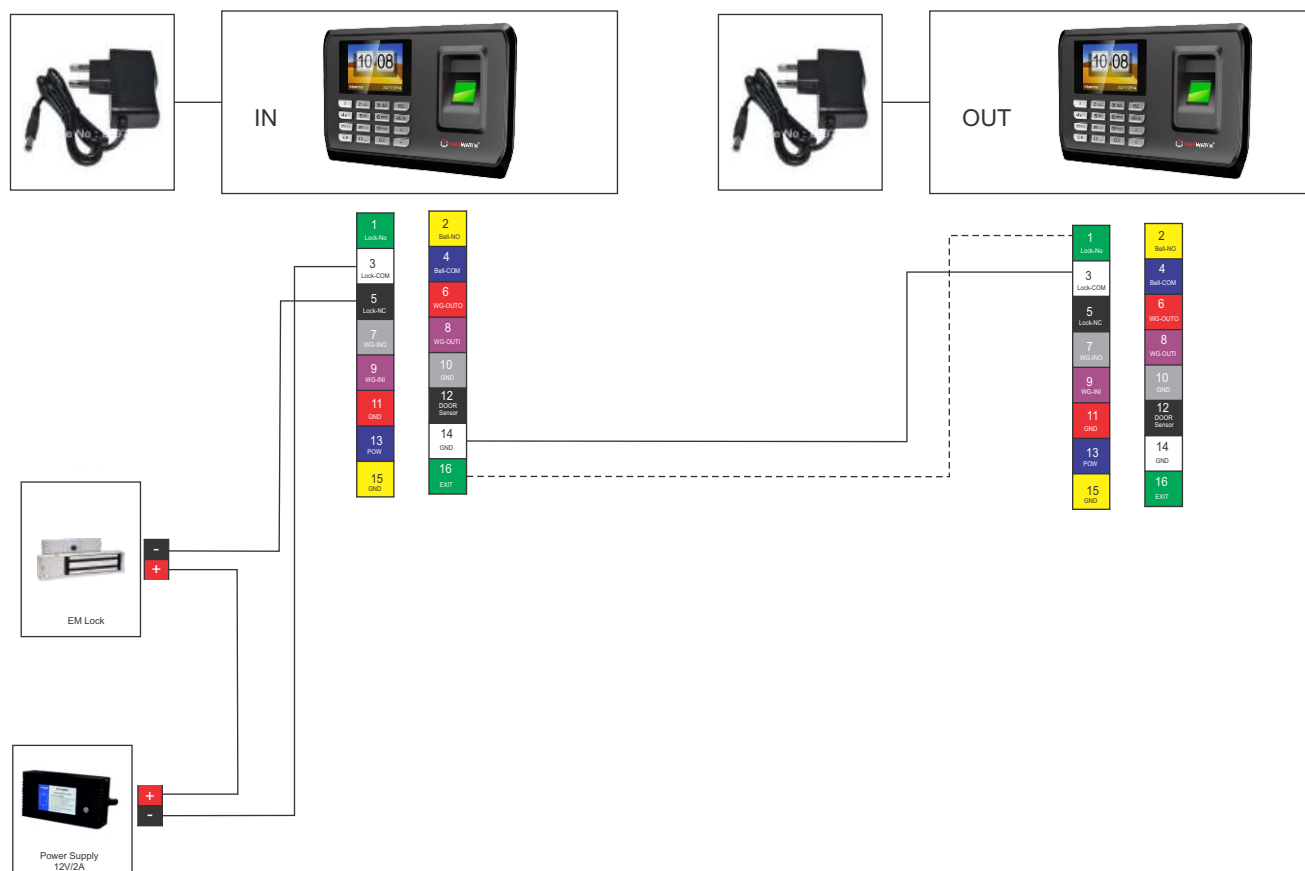 IN
10 08
OUT
10 08
1
Lock-No
3
Lock-COM
5
Lock-NC
7
WG-INO
9
WG-INI
11
GND
13
POW
15
GND
2
Bell-NO
4
Bell-COM
6
WG-OUTO
8
WG-OUTI
10
GND
12
DOOR
Sensor
14
GND
16
EXIT
1
Lock-No
3
Lock-COM
5
Lock-NC
7
WG-INO
9
WG-INI
11
GND
13
POW
15
GND
2
Bell-NO
4
Bell-COM
6
WG-OUTO
8
WG-OUTI
10
GND
12
DOOR
Sensor
14
GND
16
EXIT
-
+
EM Lock
+
-
Power Supply
12V/2A